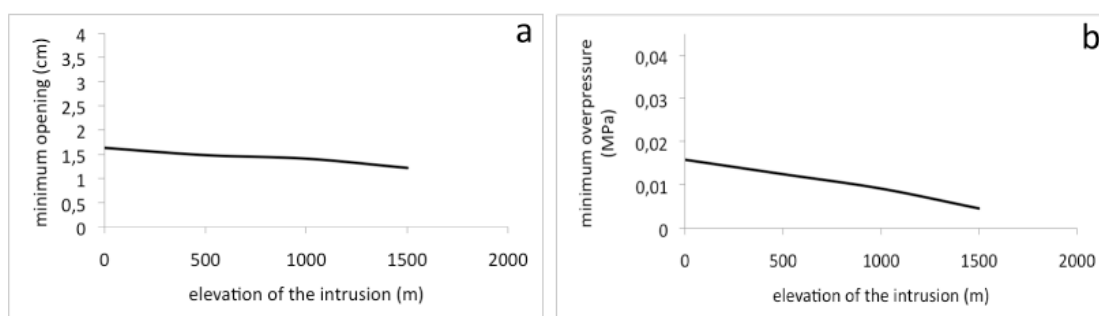 a
minimum opening (cm)
4
3,5
3
2,5
2
1,5
1
0,5
0
0 500 1000 1500 2000
elevation of the intrusion (m)
b
minimum overpressure
(MPa)
0,04
0,03
0,02
0,01
0
0 500 1000 1500 2000
elevation of the intrusion (m)